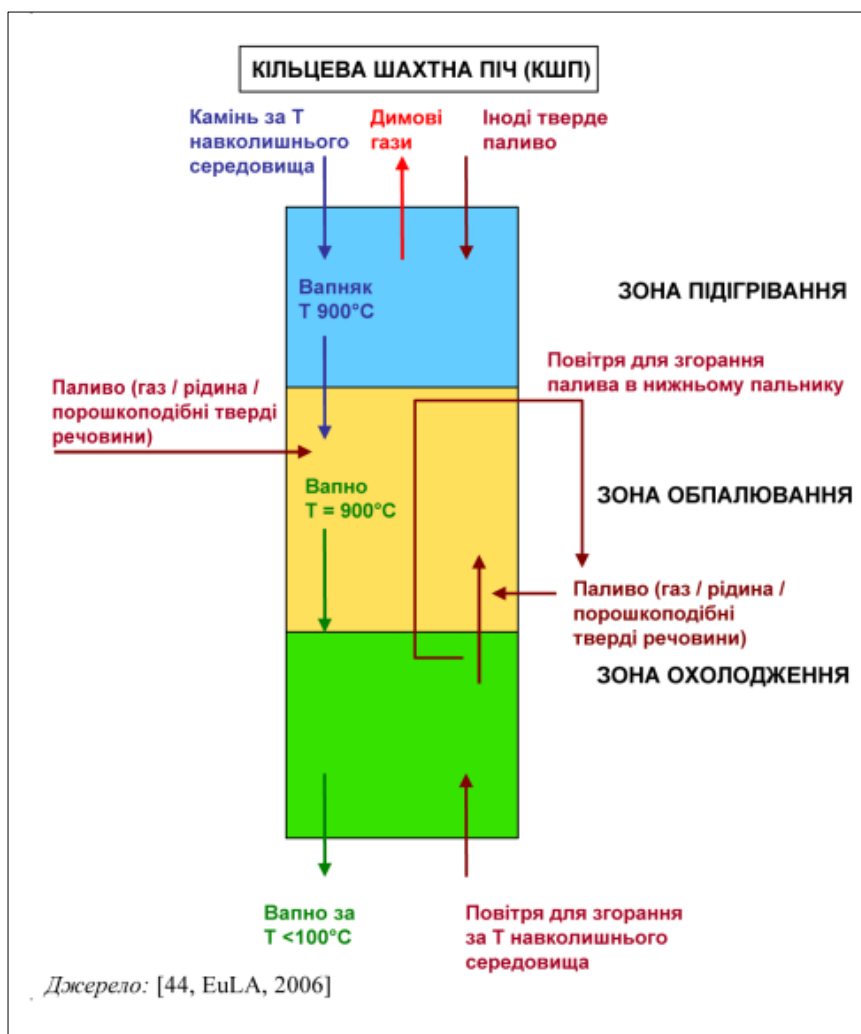 КІЛЬЦЕВА ШАХТНА ПІЧ (КШП)
Камінь за Т
навколишнього
середовища
Димові
гази
Іноді тверде
паливо
Вапняк
Т 900°C
ЗОНА ПІДІГРІВАННЯ
Повітря для згорання
палива в нижньому пальнику
Паливо (газ / рідина /
порошкоподібні тверді
речовини)
Вапно
Т = 900°C
ЗОНА ОБПАЛЮВАННЯ
Паливо (газ / рідина /
порошкоподібні
тверді речовини)
ЗОНА ОХОЛОДЖЕННЯ
Вапно за
Т <100°C
Повітря для згорання
за Т навколишнього
середовища
Джерело: [44, EuLA, 2006]